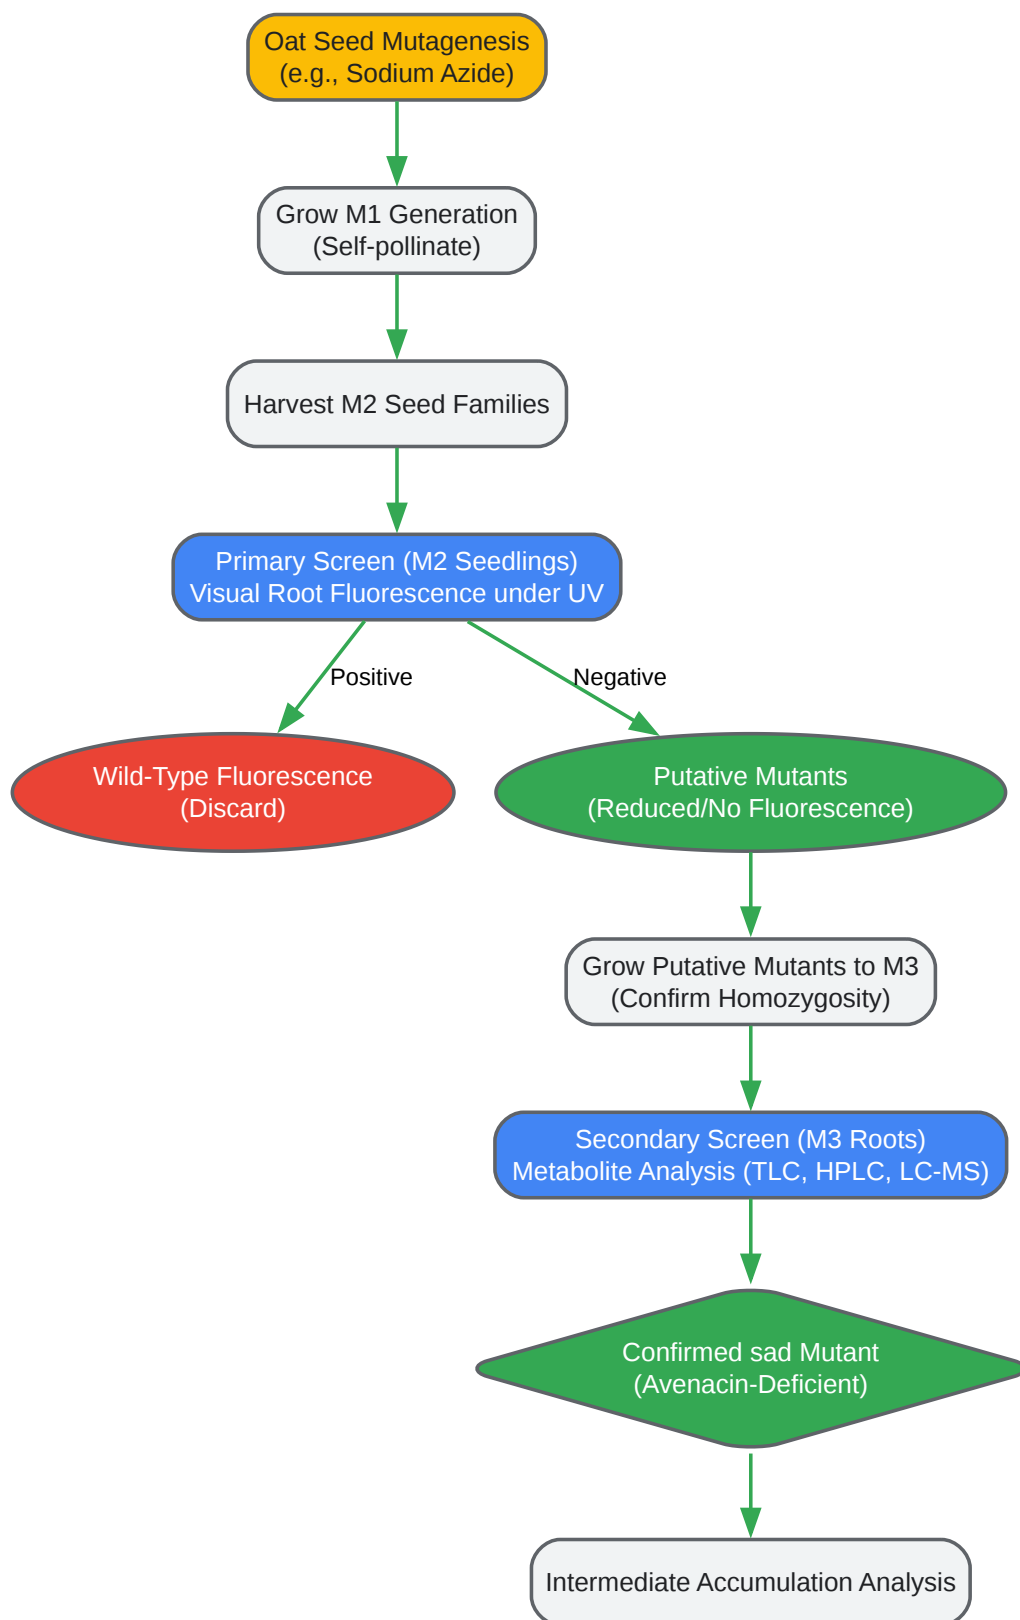 Oat Seed Mutagenesis
(e.g., Sodium Azide)
Grow M1 Generation
(Self-pollinate)
Harvest M2 Seed Families
Primary Screen (M2 Seedlings)
Visual Root Fluorescence under UV
Positive
Negative
Wild-Type Fluorescence
(Discard)
Putative Mutants
(Reduced/No Fluorescence)
Grow Putative Mutants to M3
(Confirm Homozygosity)
Secondary Screen (M3 Roots)
Metabolite Analysis (TLC, HPLC, LC-MS)
Confirmed sad Mutant
(Avenacin-Deficient)
Intermediate Accumulation Analysis